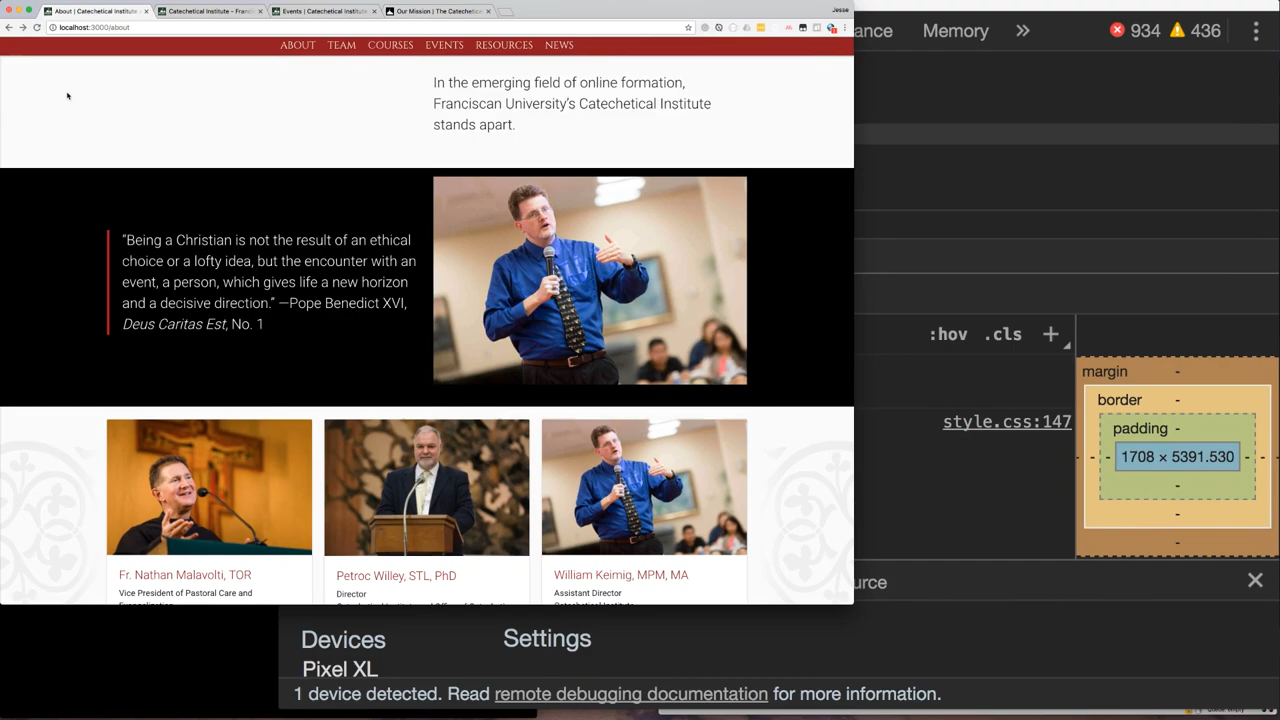 About | Catechetical Institute
Catechetical Institute – Franc
Events | Catechetical Institute
Our Mission | The Catechetic
Jesse
localhost:3000/about
ABOUT TEAM COURSES EVENTS RESOURCES NEWS
ance Memory » 934 436
In the emerging field of online formation,
Franciscan University's Catechetical Institute
stands apart.
“Being a Christian is not the result of an ethical
choice or a lofty idea, but the encounter with an
event, a person, which gives life a new horizon
and a decisive direction.” —Pope Benedict XVI,
Deus Caritas Est, No. 1
:hov .cls +
style.css:147
margin -
border -
padding -
- - - 1708 × 5391.530 - - -
-
-
-
Fr. Nathan Malavolti, TOR
Vice President of Pastoral Care and
Evangelization
Petroc Willey, STL, PhD
Director
William Keimig, MPM, MA
Assistant Director
Catechetical Institute
ource
Devices
Settings
Pixel XL
1 device detected. Read remote debugging documentation for more information.